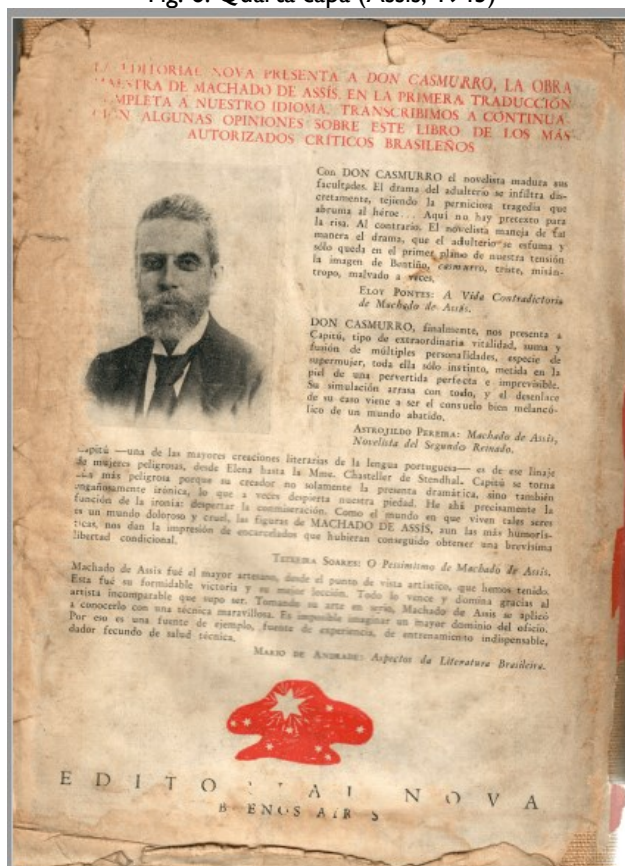 Fig. 6: Quarta capa (Assis, 1943)
EDITORIAL NOVA PRESENTA A DON CASMURRO, LA OBRA
MAESTRA DE MACHADO DE ASSÍS, EN LA PRIMERA TRADUCCIÓN
COMPLETA A NUESTRO IDIOMA. TRANSCRIBIMOS A CONTINUA-
CIÓN ALGUNAS OPINIONES SOBRE ESTE LIBRO DE LOS MÁS
AUTORIZADOS CRÍTICOS BRASILEÑOS
Con DON CASMURRO el novelista madura sus
facultades. El drama del adulterio se infiltra dis-
cretamente, tejiendo la perniciosa tragedia que
abruma al héroe... Aquí no hay pretexto para
la risa. Al contrario. El novelista maneja de tal
manera el drama, que el adulterio se esfuma y
sólo queda en el primer plano de nuestra tensión
la imagen de Bentiño, casmurro, triste, misán-
tropo, malvado a veces.
ELOY PONTES: A Vida Contradictoria
de Machado de Assís.
DON CASMURRO, finalmente, nos presenta a
Capitú, tipo de extraordinaria vitalidad, suma y
fusión de múltiples personalidades, especie de
supermujer, toda ella sólo instinto, metida en la
piel de una pervertida perfecta e imprevisible.
Su simulación arrasa con todo, y el desenlace
de su caso viene a ser el consuelo bien melancó-
lico de un mundo abatido.
ASTROJILDO PEREIRA: Machado de Assis,
Novelista del Segundo Reinado.
Capitú —una de las mayores creaciones literarias de la lengua portuguesa— es de ese linaje
de mujeres peligrosas, desde Elena hasta la Mme. Chasteller de Stendhal. Capitú se torna
más peligrosa porque su creador no solamente la presenta dramática, sino también
engañosamente irónica, lo que a veces despierta nuestra piedad. He ahí precisamente la
función de la ironía: despertar la conmiseración. Como el mundo en que viven tales seres
es un mundo doloroso y cruel, las figuras de MACHADO DE ASSÍS, aun las más humorís-
ticas, nos dan la impresión de encarcelados que hubieran conseguido obtener una brevísima
libertad condicional.
TEIXEIRA SOARES: O Pessimismo de Machado de Assis.
Machado de Assis fué el mayor artesano, desde el punto de vista artístico, que hemos tenido.
Esta fué su formidable victoria y su mejor lección. Todo lo vence y domina gracias al
artista incomparable que supo ser. Tomando su arte en serio, Machado de Assis se aplicó
a conocerlo con una técnica maravillosa. Es imposible imaginar un mayor dominio del oficio.
Por eso es una fuente de ejemplo, fuente de experiencia, de entrenamiento indispensable,
dador fecundo de salud técnica.
MARIO DE ANDRADE: Aspectos da Literatura Brasileira.
EDITORIAL NOVA
BUENOS AIRES